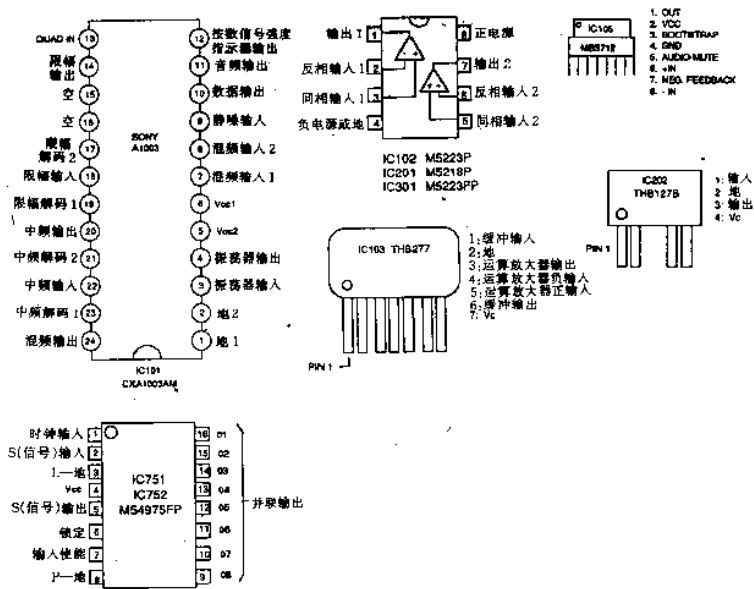 QUAD IN 13
限幅输出 14
空 15
空 16
限幅解码2 17
限幅输入 18
限幅解码1 19
中频输出 20
中频解码2 21
中频输入 22
中频解码1 23
混频输出 24
SONY
A1003
12 按数信号强度指示器输出
11 音频输出
10 数据输出
9 静噪输入
8 混频输入2
7 混频输入1
6 Vcc1
5 Vcc2
4 振荡器输出
3 振荡器输入
2 地2
1 地1
IC101
CXA1003AM
输出1 1
反相输入1 2
同相输入1 3
负电源或地 4
8 正电源
7 输出2
6 反相输入2
5 同相输入2
IC102 M5223P
IC201 M5218P
IC301 M5223FP
IC105
MB3712
1. OUT
2. VCC
3. BOOTSTRAP
4. GND
5. AUDIO-MUTE
6. +IN
7. NEG. FEEDBACK
8. - IN
IC202
THB127B
PIN 1
1: 输入
2: 地
3: 输出
4: Vc
IC103 THB277
PIN 1
1:缓冲输入
2:地
3:运算放大器输出
4:运算放大器负输入
5:运算放大器正输入
6:缓冲输出
7: Vc
时钟输入 1
S(信号)输入 2
L—地 3
Vcc 4
S(信号)输出 5
锁定 6
输入使能 7
P—地 8
IC751
IC752
M54975FP
16 01
15 02
14 03
13 04
12 05
11 06
10 07
9 08
并联输出